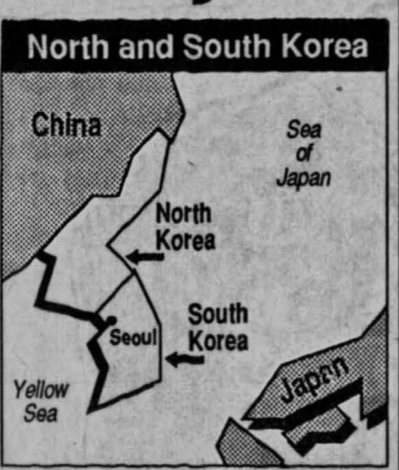 North and South Korea
China
Sea
of
Japan
North
Korea
South
Korea
Seoul
Yellow
Sea
Japan